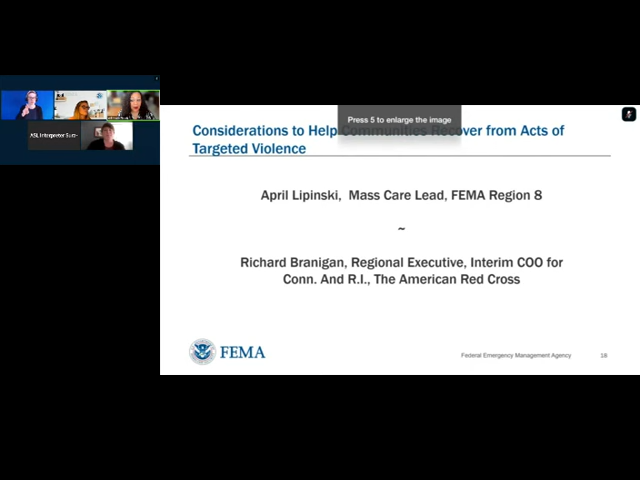 Press 5 to enlarge the image
Considerations to Help Communities Recover from Acts of
Targeted Violence
ASL Interpreter
April Lipinski, Mass Care Lead, FEMA Region 8
~
Richard Branigan, Regional Executive, Interim COO for
Conn. And R.I., The American Red Cross
FEMA
Federal Emergency Management Agency
18